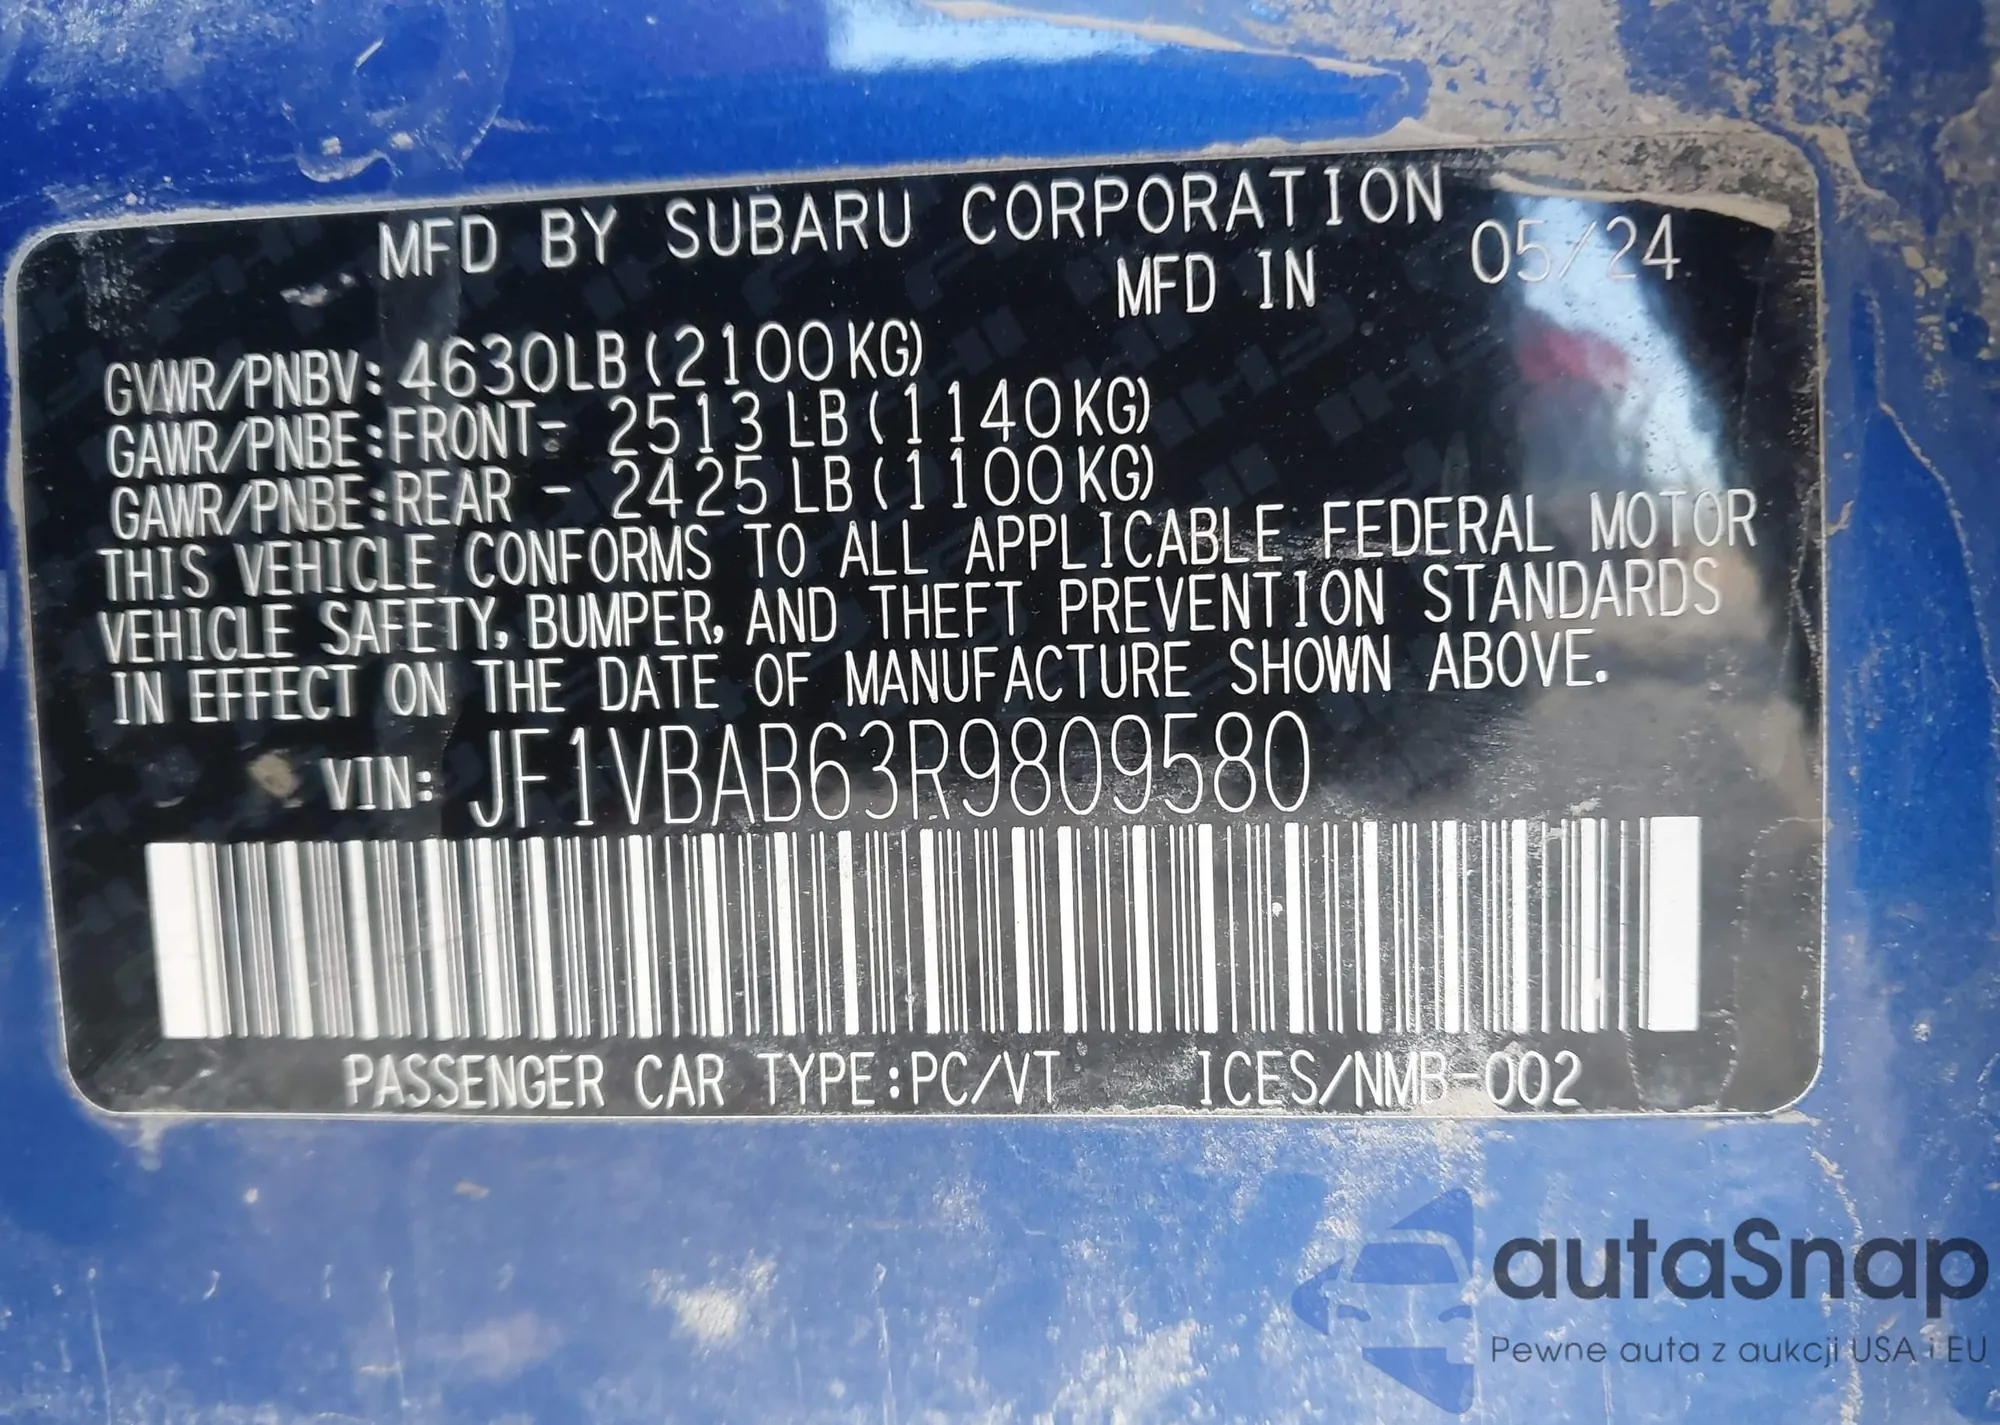 MFD BY SUBARU CORPORATION
MFD IN 05/24
GVWR/PNBV: 4630LB (2100KG)
GAWR/PNBE:FRONT- 2513 LB (1140KG)
GAWR/PNBE:REAR - 2425 LB (1100KG)
THIS VEHICLE CONFORMS TO ALL APPLICABLE FEDERAL MOTOR
VEHICLE SAFETY, BUMPER, AND THEFT PREVENTION STANDARDS
IN EFFECT ON THE DATE OF MANUFACTURE SHOWN ABOVE.
VIN: JF1VBAB63R9809580
PASSENGER CAR TYPE:PC/VT ICES/NMB-002
autaSnap
Pewne auta z aukcji USA i EU